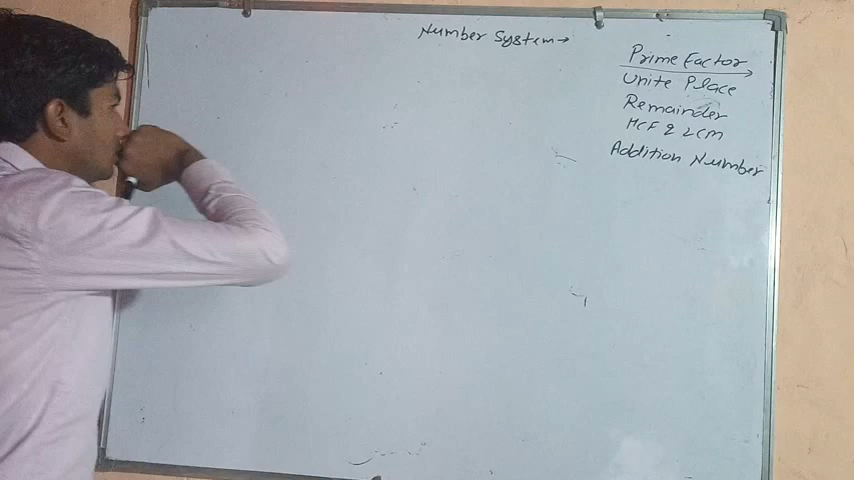 Number System →
Prime Factor
Unite Place
Remainder
HCF & LCM
Addition Number